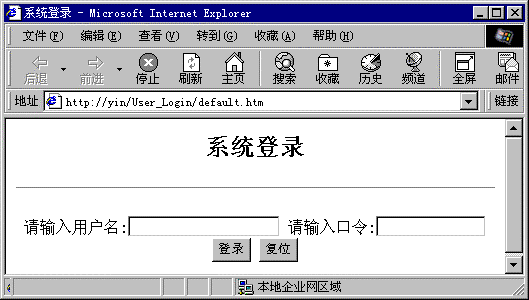 系统登录 - Microsoft Internet Explorer
文件(F) 编辑(E) 查看(V) 转到(G) 收藏(A) 帮助(H)
后退 前进 停止 刷新 主页 搜索 收藏 历史 频道 全屏 邮件
地址 http://yin/User_Login/default.htm 链接
系统登录
请输入用户名: 请输入口令:
登录 复位
本地企业网区域